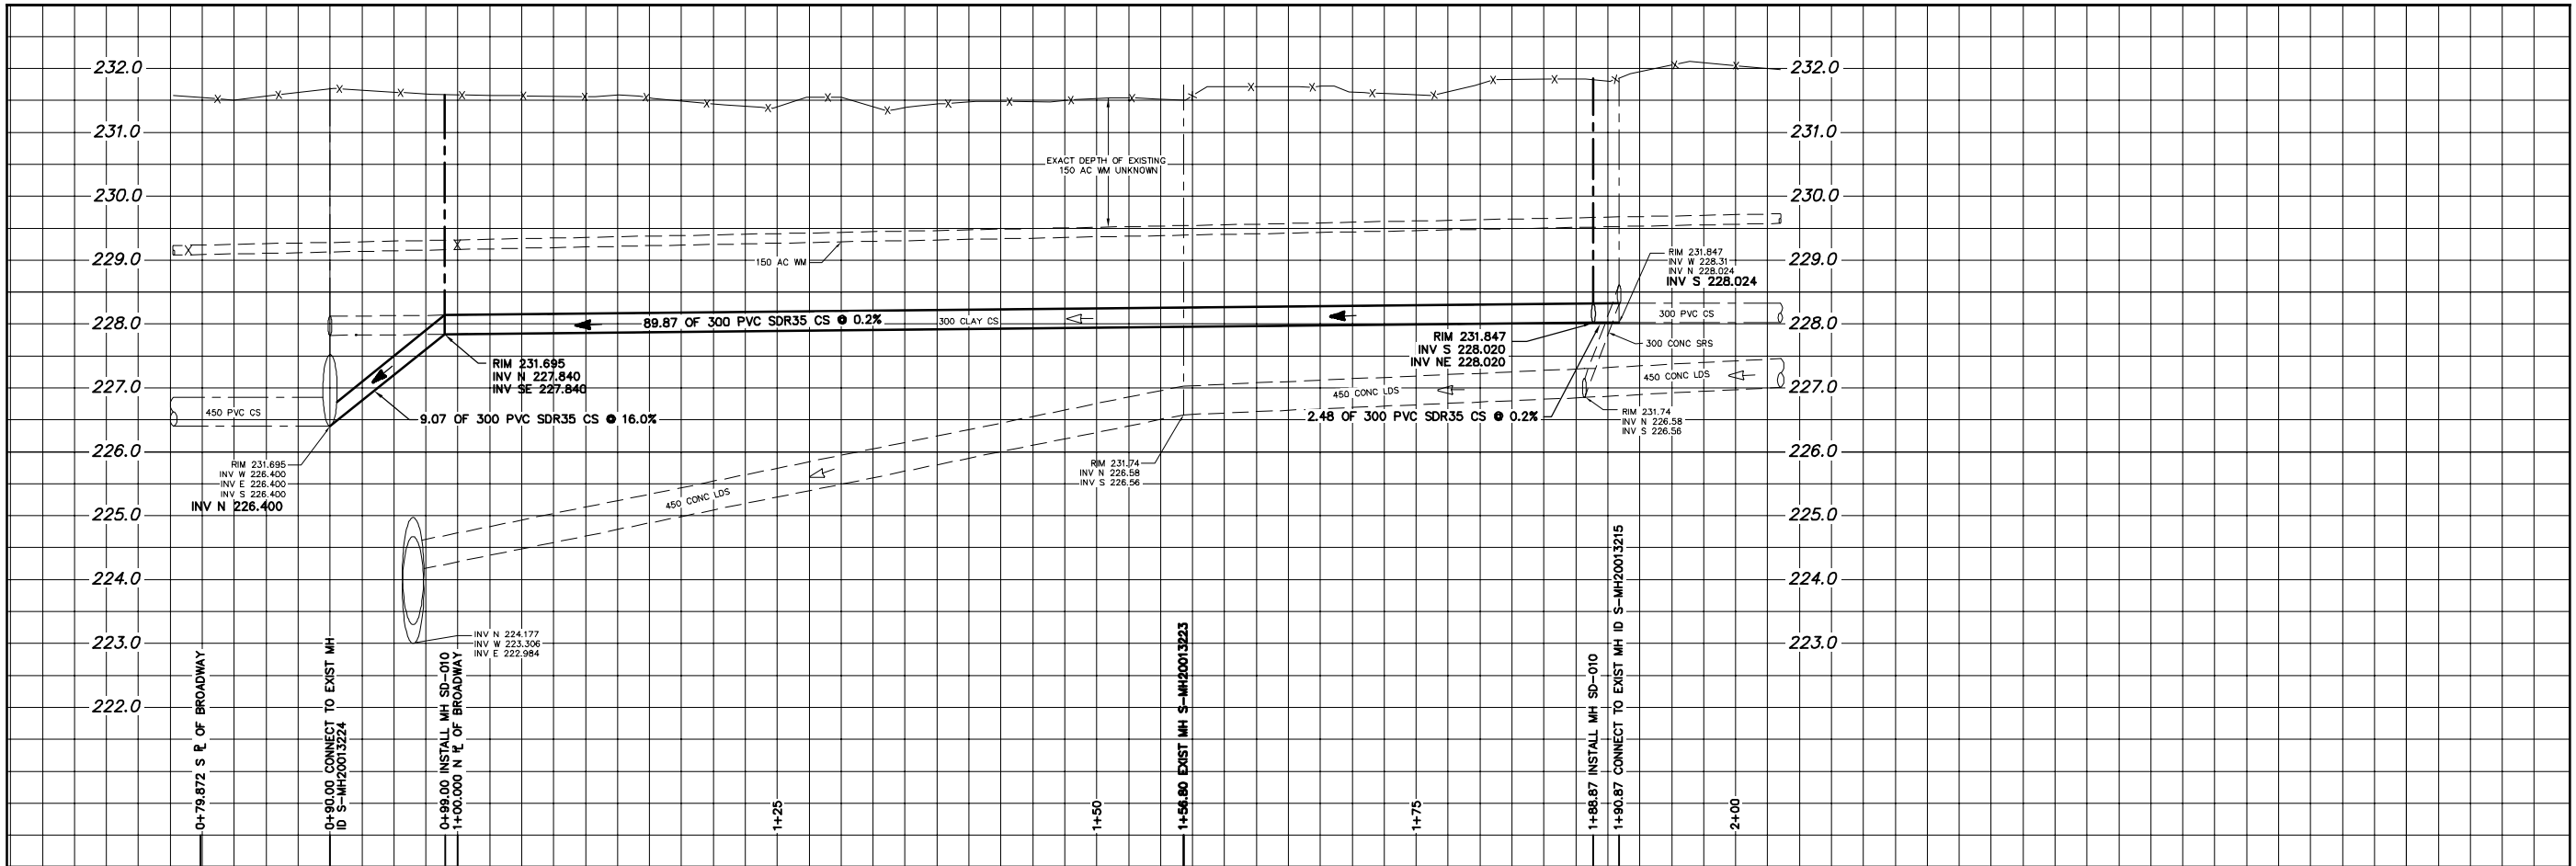 232.0
232.0
231.0
231.0
EXACT DEPTH OF EXISTING
150 AC WM UNKNOWN
230.0
230.0
229.0
229.0
150 AC WM
RIM 231.847
INV W 228.31
INV N 228.024
INV S 228.024
228.0
228.0
89.87 OF 300 PVC SDR35 CS @ 0.2%
300 CLAY CS
300 PVC CS
RIM 231.847
INV S 228.020
INV NE 228.020
300 CONC SRS
RIM 231.695
INV N 227.840
INV SE 227.840
227.0
227.0
450 CONC LDS
450 CONC LDS
450 PVC CS
9.07 OF 300 PVC SDR35 CS @ 16.0%
2.48 OF 300 PVC SDR35 CS @ 0.2%
RIM 231.74
INV N 226.58
INV S 226.56
226.0
226.0
RIM 231.695
INV W 226.400
INV E 226.400
INV S 226.400
INV N 226.400
RIM 231.74
INV N 226.58
INV S 226.56
450 CONC LDS
225.0
225.0
224.0
224.0
223.0
223.0
INV N 224.177
INV W 223.306
INV E 222.984
222.0
0+79.872 S PL OF BROADWAY
0+90.00 CONNECT TO EXIST MH
ID S-MH20013224
0+99.00 INSTALL MH SD-010
1+00.000 N PL OF BROADWAY
1+25
1+50
1+56.80 EXIST MH S-MH20013223
1+75
1+88.87 INSTALL MH SD-010
1+90.87 CONNECT TO EXIST MH ID S-MH20013215
2+00